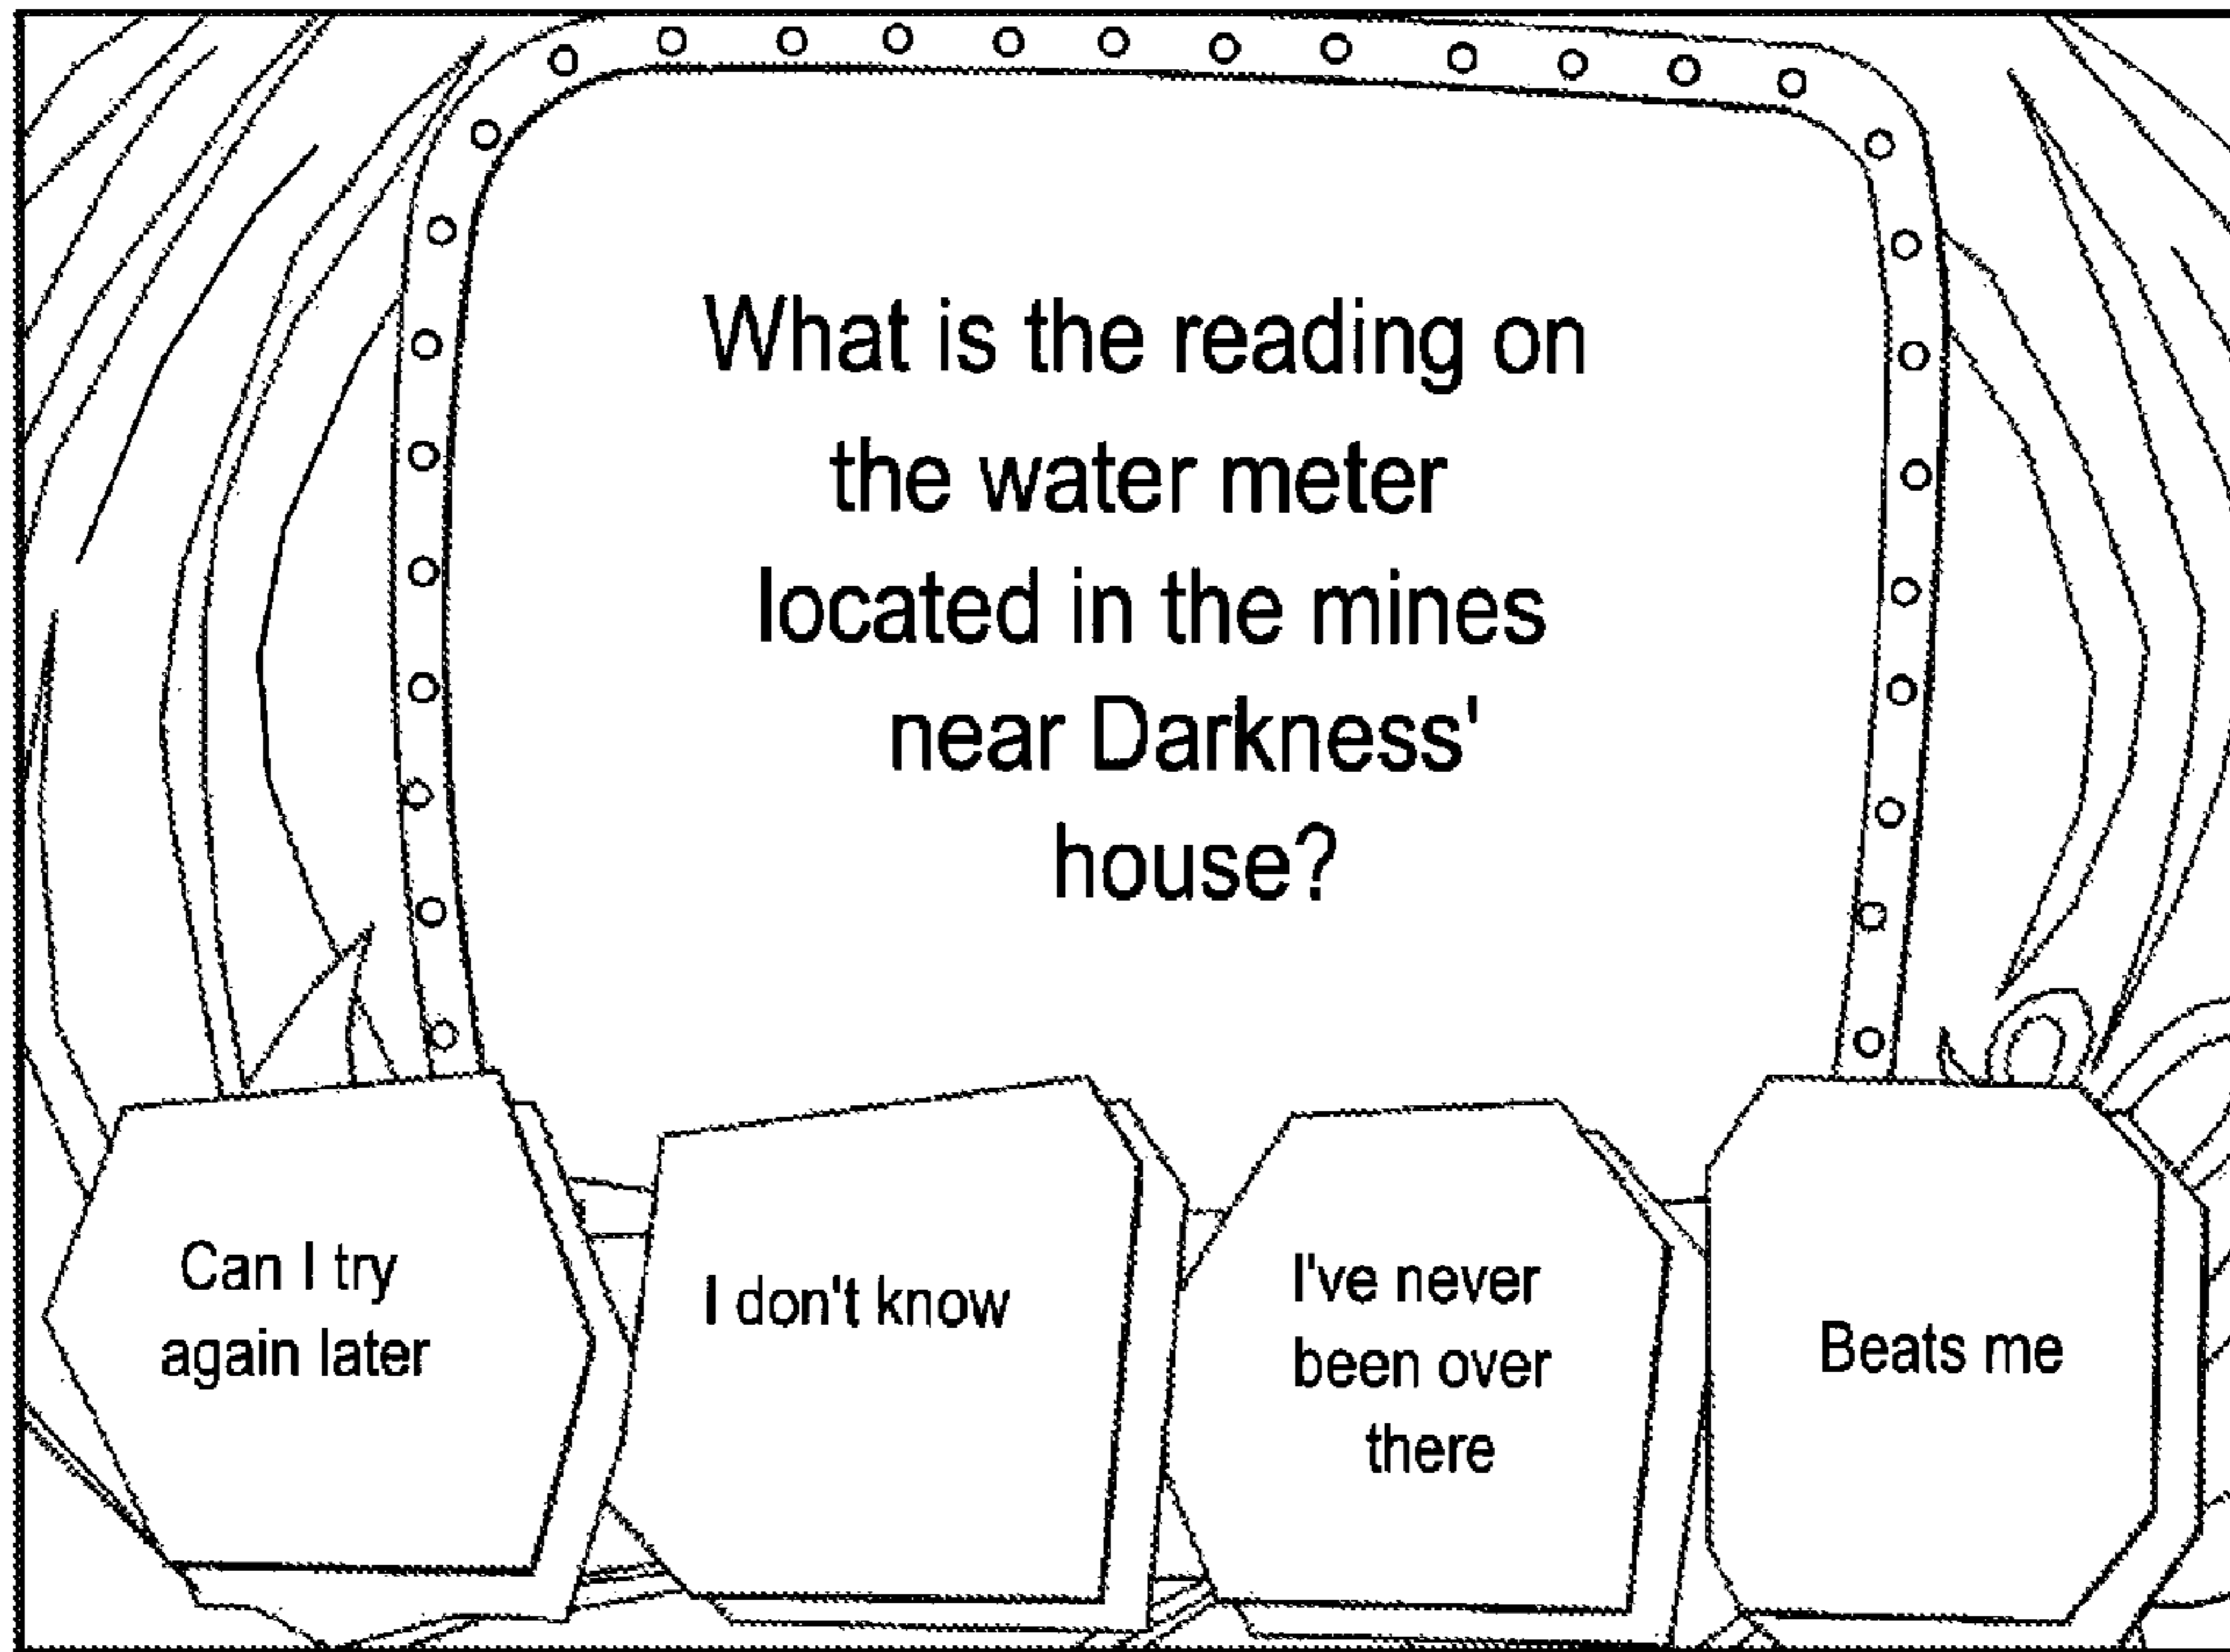 What is the reading on
the water meter
located in the mines
near Darkness'
house?
Can I try
again later
I don't know
I've never
been over
there
Beats me